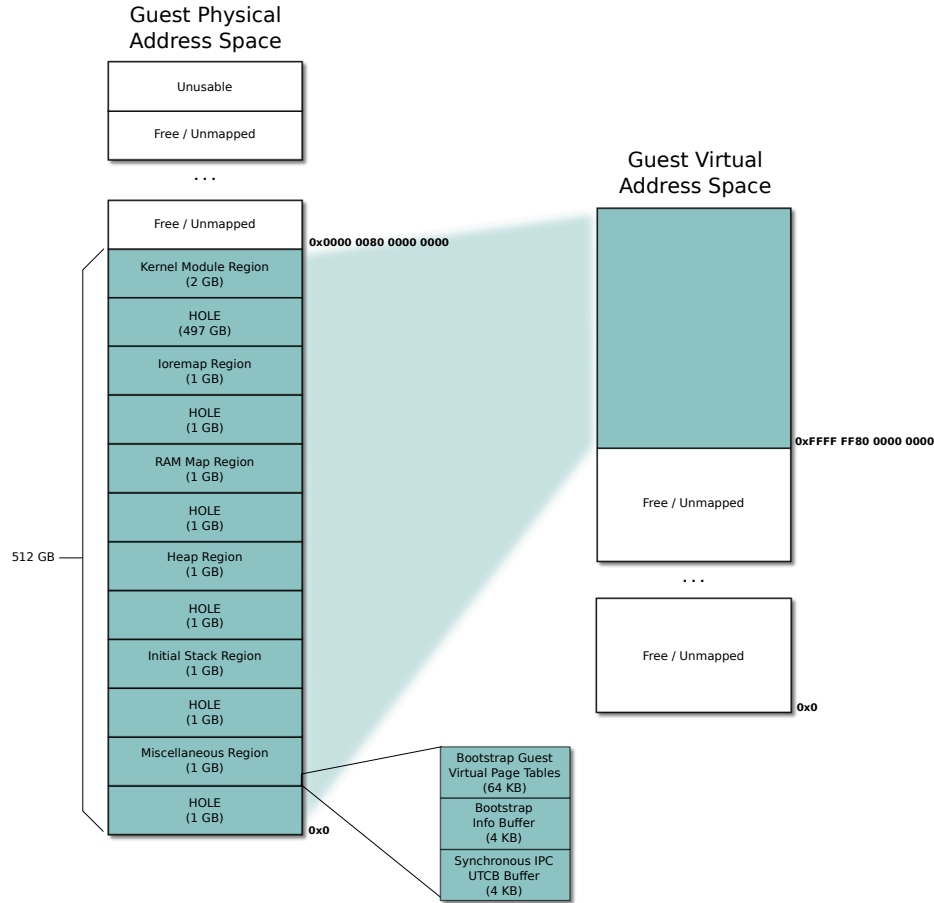 Guest Physical
Address Space
Unusable
Free / Unmapped
...
Free / Unmapped
0x0000 0080 0000 0000
Kernel Module Region
(2 GB)
HOLE
(497 GB)
Ioremap Region
(1 GB)
HOLE
(1 GB)
RAM Map Region
(1 GB)
HOLE
(1 GB)
Heap Region
(1 GB)
HOLE
(1 GB)
Initial Stack Region
(1 GB)
HOLE
(1 GB)
Miscellaneous Region
(1 GB)
HOLE
(1 GB)
0x0
512 GB
Bootstrap Guest
Virtual Page Tables
(64 KB)
Bootstrap
Info Buffer
(4 KB)
Synchronous IPC
UTCB Buffer
(4 KB)
Guest Virtual
Address Space
0xFFFF FF80 0000 0000
Free / Unmapped
...
Free / Unmapped
0x0